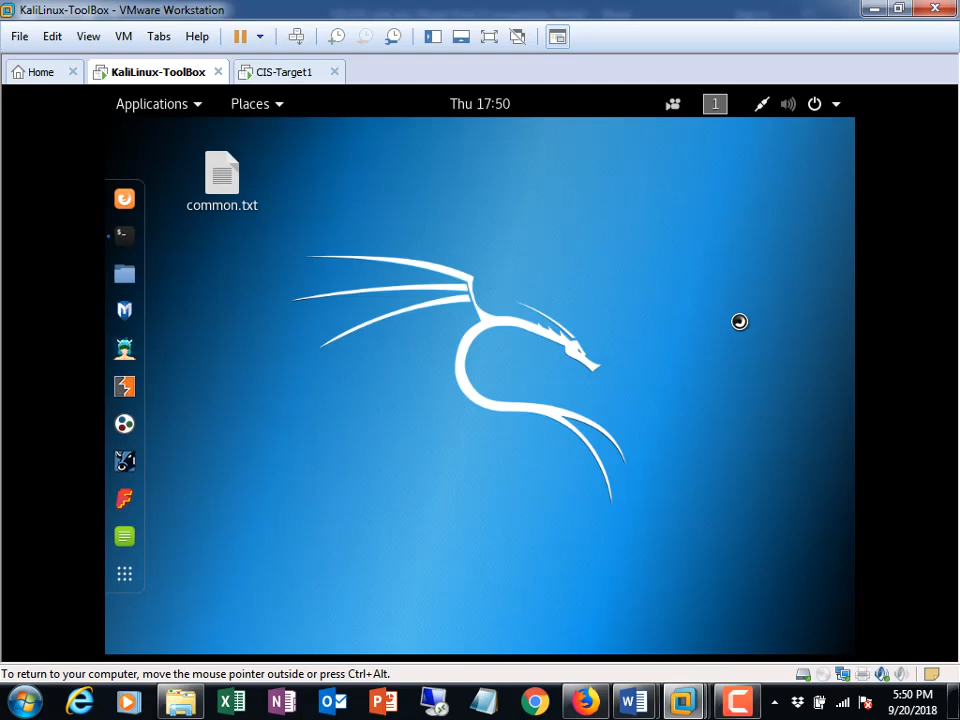 KaliLinux-ToolBox - VMware Workstation
File Edit View VM Tabs Help
Home KaliLinux-ToolBox CIS-Target1
Applications Places Thu 17:50 1
common.txt
To return to your computer, move the mouse pointer outside or press Ctrl+Alt.
5:50 PM
9/20/2018